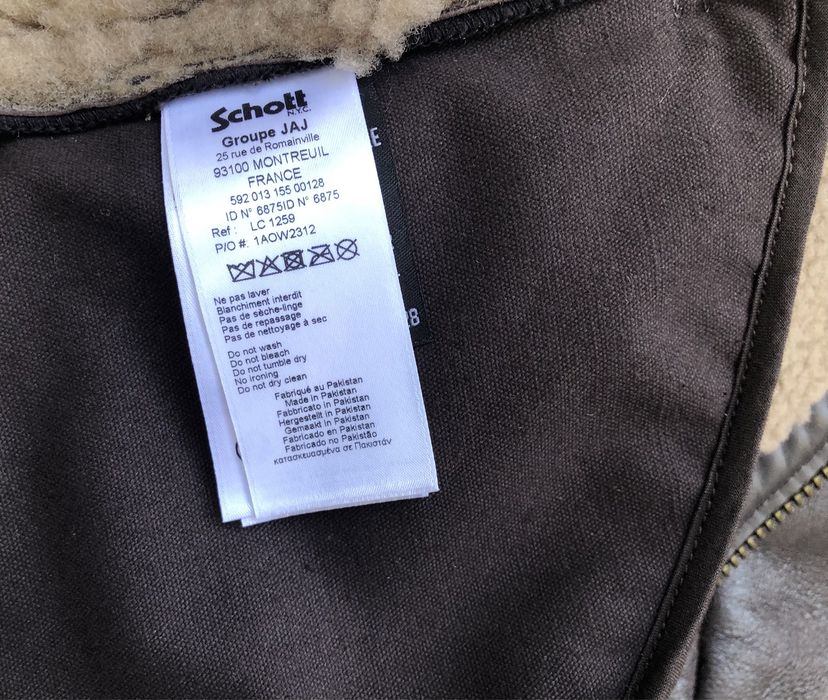 Schott
N.Y.C.
Groupe JAJ
25 rue de Romainville
93100 MONTREUIL
FRANCE
592 013 155 00128
ID N° 6875ID N° 6875
Ref : LC 1259
P/O #: 1AOW2312
Ne pas laver
Blanchiment interdit
Pas de sèche-linge
Pas de repassage
Pas de nettoyage à sec
Do not wash
Do not bleach
Do not tumble dry
No ironing
Do not dry clean
Fabriqué au Pakistan
Made in Pakistan
Fabbricato in Pakistan
Hergestellt in Pakistan
Gemaakt in Pakistan
Fabricado en Pakistan
Fabricado no Pakistão
κατασκευασμένα σε Πακιστάν